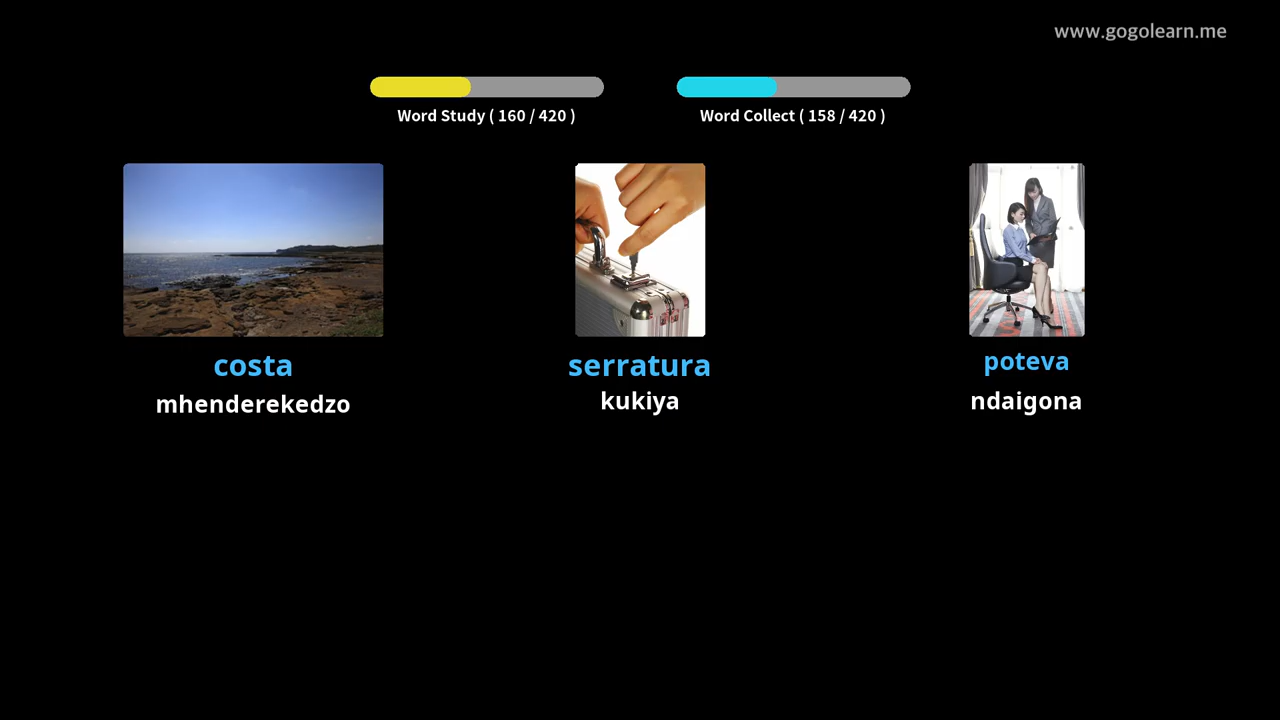 www.gogolearn.me
Word Study ( 160 / 420 )
Word Collect ( 158 / 420 )
costa
mhenderekedzo
serratura
kukiya
poteva
ndaigona